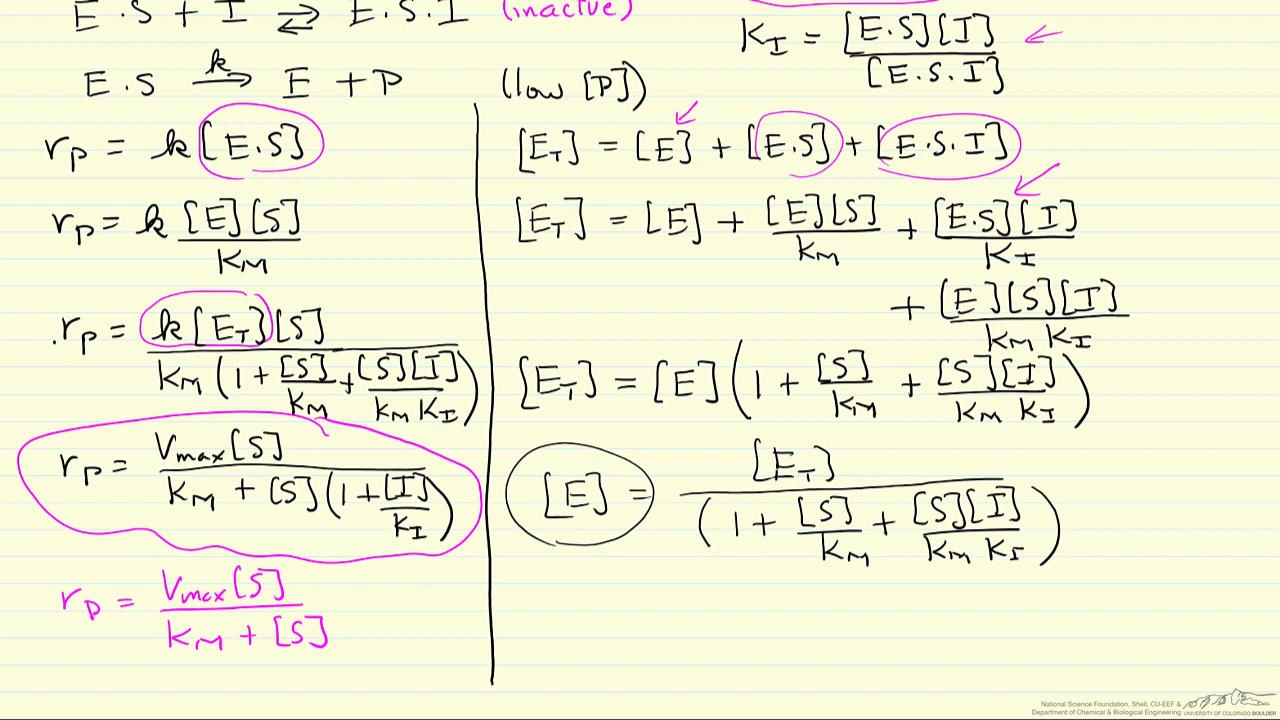 E·S + I ⇄ E·S·I (inactive)
K_I = [E·S][I] / [E·S·I]
E·S →k E + P (low [P])
r_P = k[E·S]
r_P = k [E][S] / K_M
r_P = k[E_T][S] / K_M (1 + [S]/K_M + [S][I]/K_M K_I)
r_P = V_max[S] / K_M + [S](1 + [I]/K_I)
r_P = V_max[S] / K_M + [S]
[E_T] = [E] + [E·S] + [E·S·I]
[E_T] = [E] + [E][S]/K_M + [E·S][I]/K_I
+ [E][S][I] / K_M K_I
[E_T] = [E](1 + [S]/K_M + [S][I]/K_M K_I)
[E] = [E_T] / (1 + [S]/K_M + [S][I]/K_M K_I)
National Science Foundation, Shell, CU-EEF &
Department of Chemical & Biological Engineering UNIVERSITY OF COLORADO BOULDER